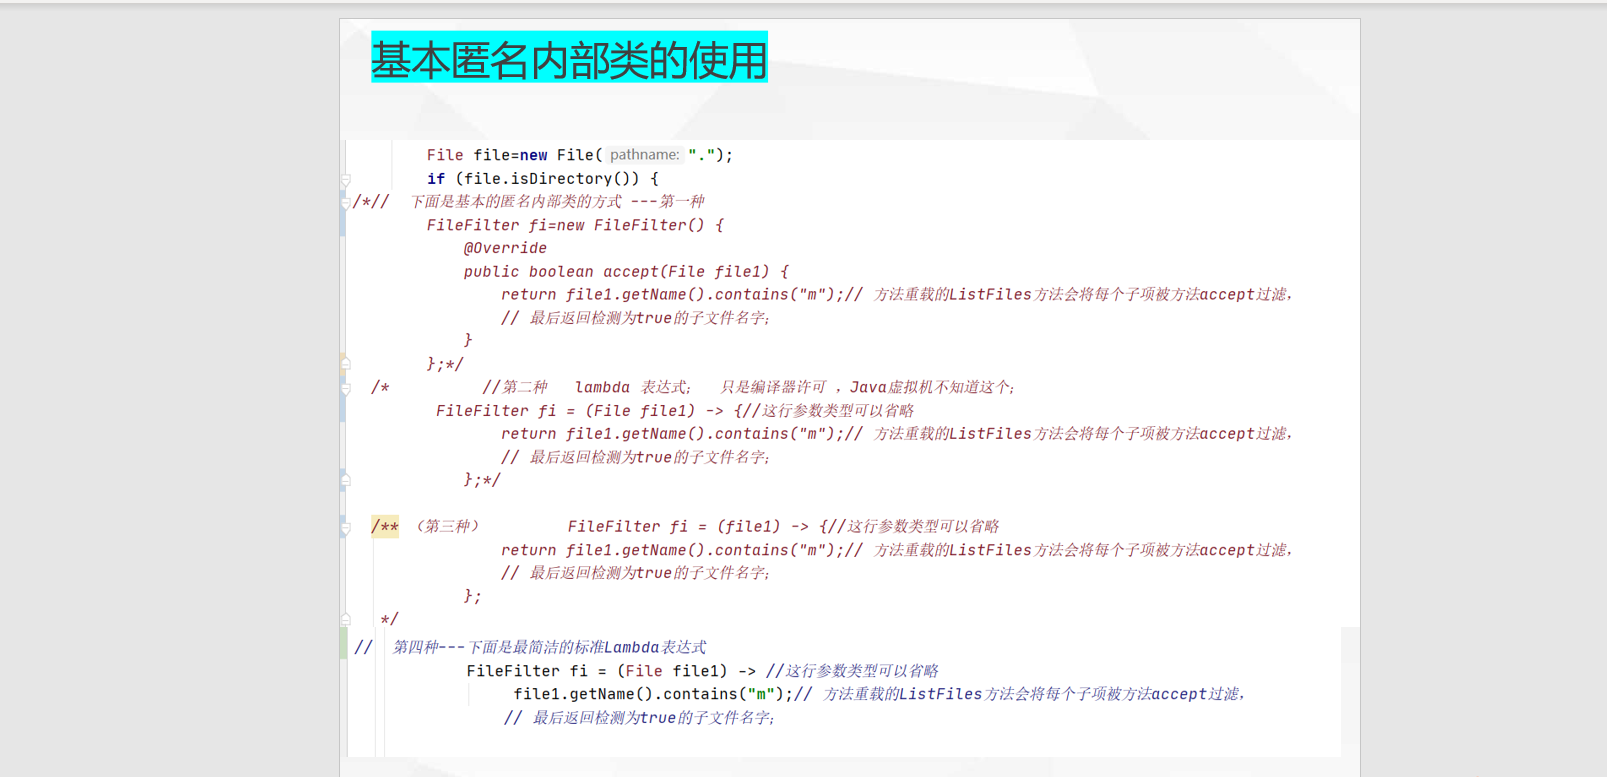 基本匿名内部类的使用
File file=new File( pathname: ".");
if (file.isDirectory()) {
/*//  下面是基本的匿名内部类的方式 ---第一种
FileFilter fi=new FileFilter() {
@Override
public boolean accept(File file1) {
return file1.getName().contains("m");// 方法重载的ListFiles方法会将每个子项被方法accept过滤,
// 最后返回检测为true的子文件名字;
}
};*/
/*          //第二种   lambda 表达式;   只是编译器许可 ，Java虚拟机不知道这个;
FileFilter fi = (File file1) -> {//这行参数类型可以省略
return file1.getName().contains("m");// 方法重载的ListFiles方法会将每个子项被方法accept过滤,
// 最后返回检测为true的子文件名字;
};*/
/** （第三种）         FileFilter fi = (file1) -> {//这行参数类型可以省略
return file1.getName().contains("m");// 方法重载的ListFiles方法会将每个子项被方法accept过滤,
// 最后返回检测为true的子文件名字;
};
*/
//  第四种---下面是最简洁的标准Lambda表达式
FileFilter fi = (File file1) -> //这行参数类型可以省略
file1.getName().contains("m");// 方法重载的ListFiles方法会将每个子项被方法accept过滤,
// 最后返回检测为true的子文件名字;